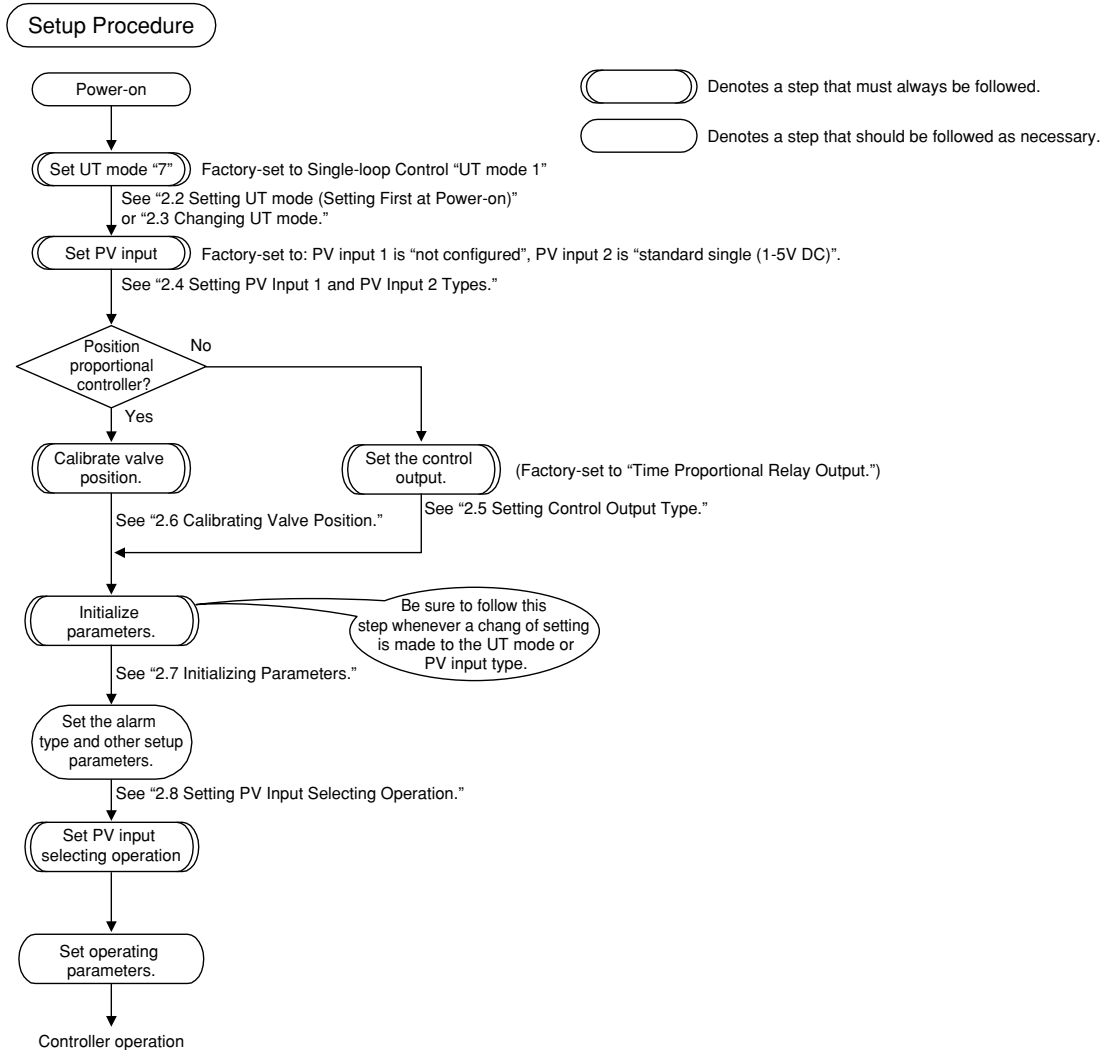 Setup Procedure
Power-on
Denotes a step that must always be followed.
Denotes a step that should be followed as necessary.
Set UT mode “7”
Factory-set to Single-loop Control “UT mode 1”
See “2.2 Setting UT mode (Setting First at Power-on)”
or “2.3 Changing UT mode.”
Set PV input
Factory-set to: PV input 1 is “not configured”, PV input 2 is “standard single (1-5V DC)”.
See “2.4 Setting PV Input 1 and PV Input 2 Types.”
Position
proportional
controller?
No
Yes
Calibrate valve
position.
Set the control
output.
(Factory-set to “Time Proportional Relay Output.”)
See “2.6 Calibrating Valve Position.”
See “2.5 Setting Control Output Type.”
Initialize
parameters.
Be sure to follow this
step whenever a chang of setting
is made to the UT mode or
PV input type.
See “2.7 Initializing Parameters.”
Set the alarm
type and other setup
parameters.
See “2.8 Setting PV Input Selecting Operation.”
Set PV input
selecting operation
Set operating
parameters.
Controller operation